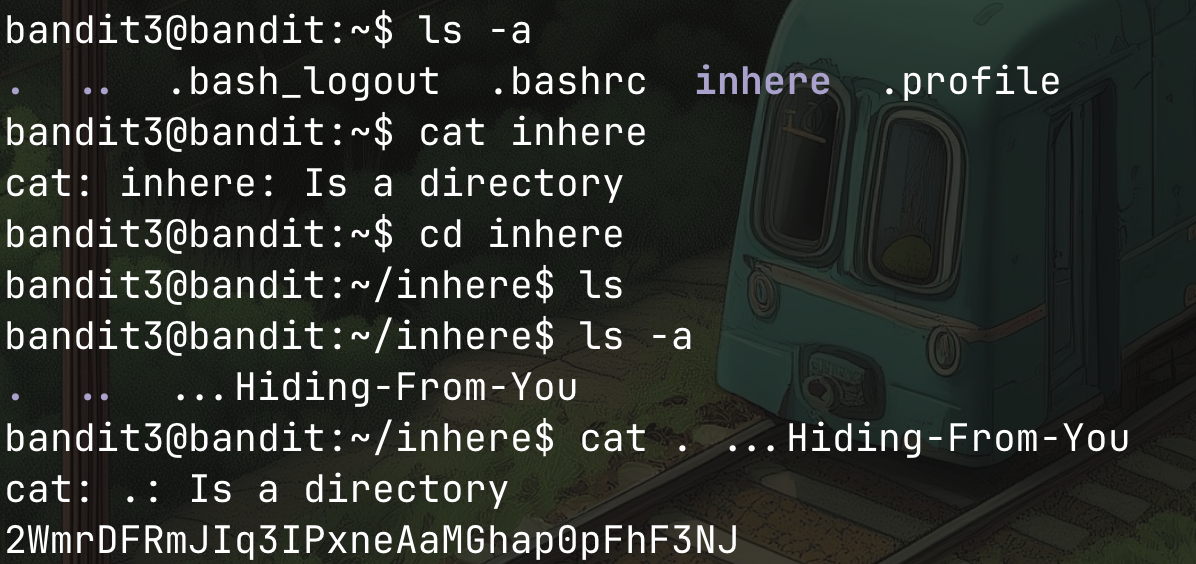 bandit3@bandit:~$ ls -a
.  ..  .bash_logout  .bashrc  inhere  .profile
bandit3@bandit:~$ cat inhere
cat: inhere: Is a directory
bandit3@bandit:~$ cd inhere
bandit3@bandit:~/inhere$ ls
bandit3@bandit:~/inhere$ ls -a
.  ..  ...Hiding-From-You
bandit3@bandit:~/inhere$ cat . ...Hiding-From-You
cat: .: Is a directory
2WmrDFRmJIq3IPxneAaMGhap0pFhF3NJ